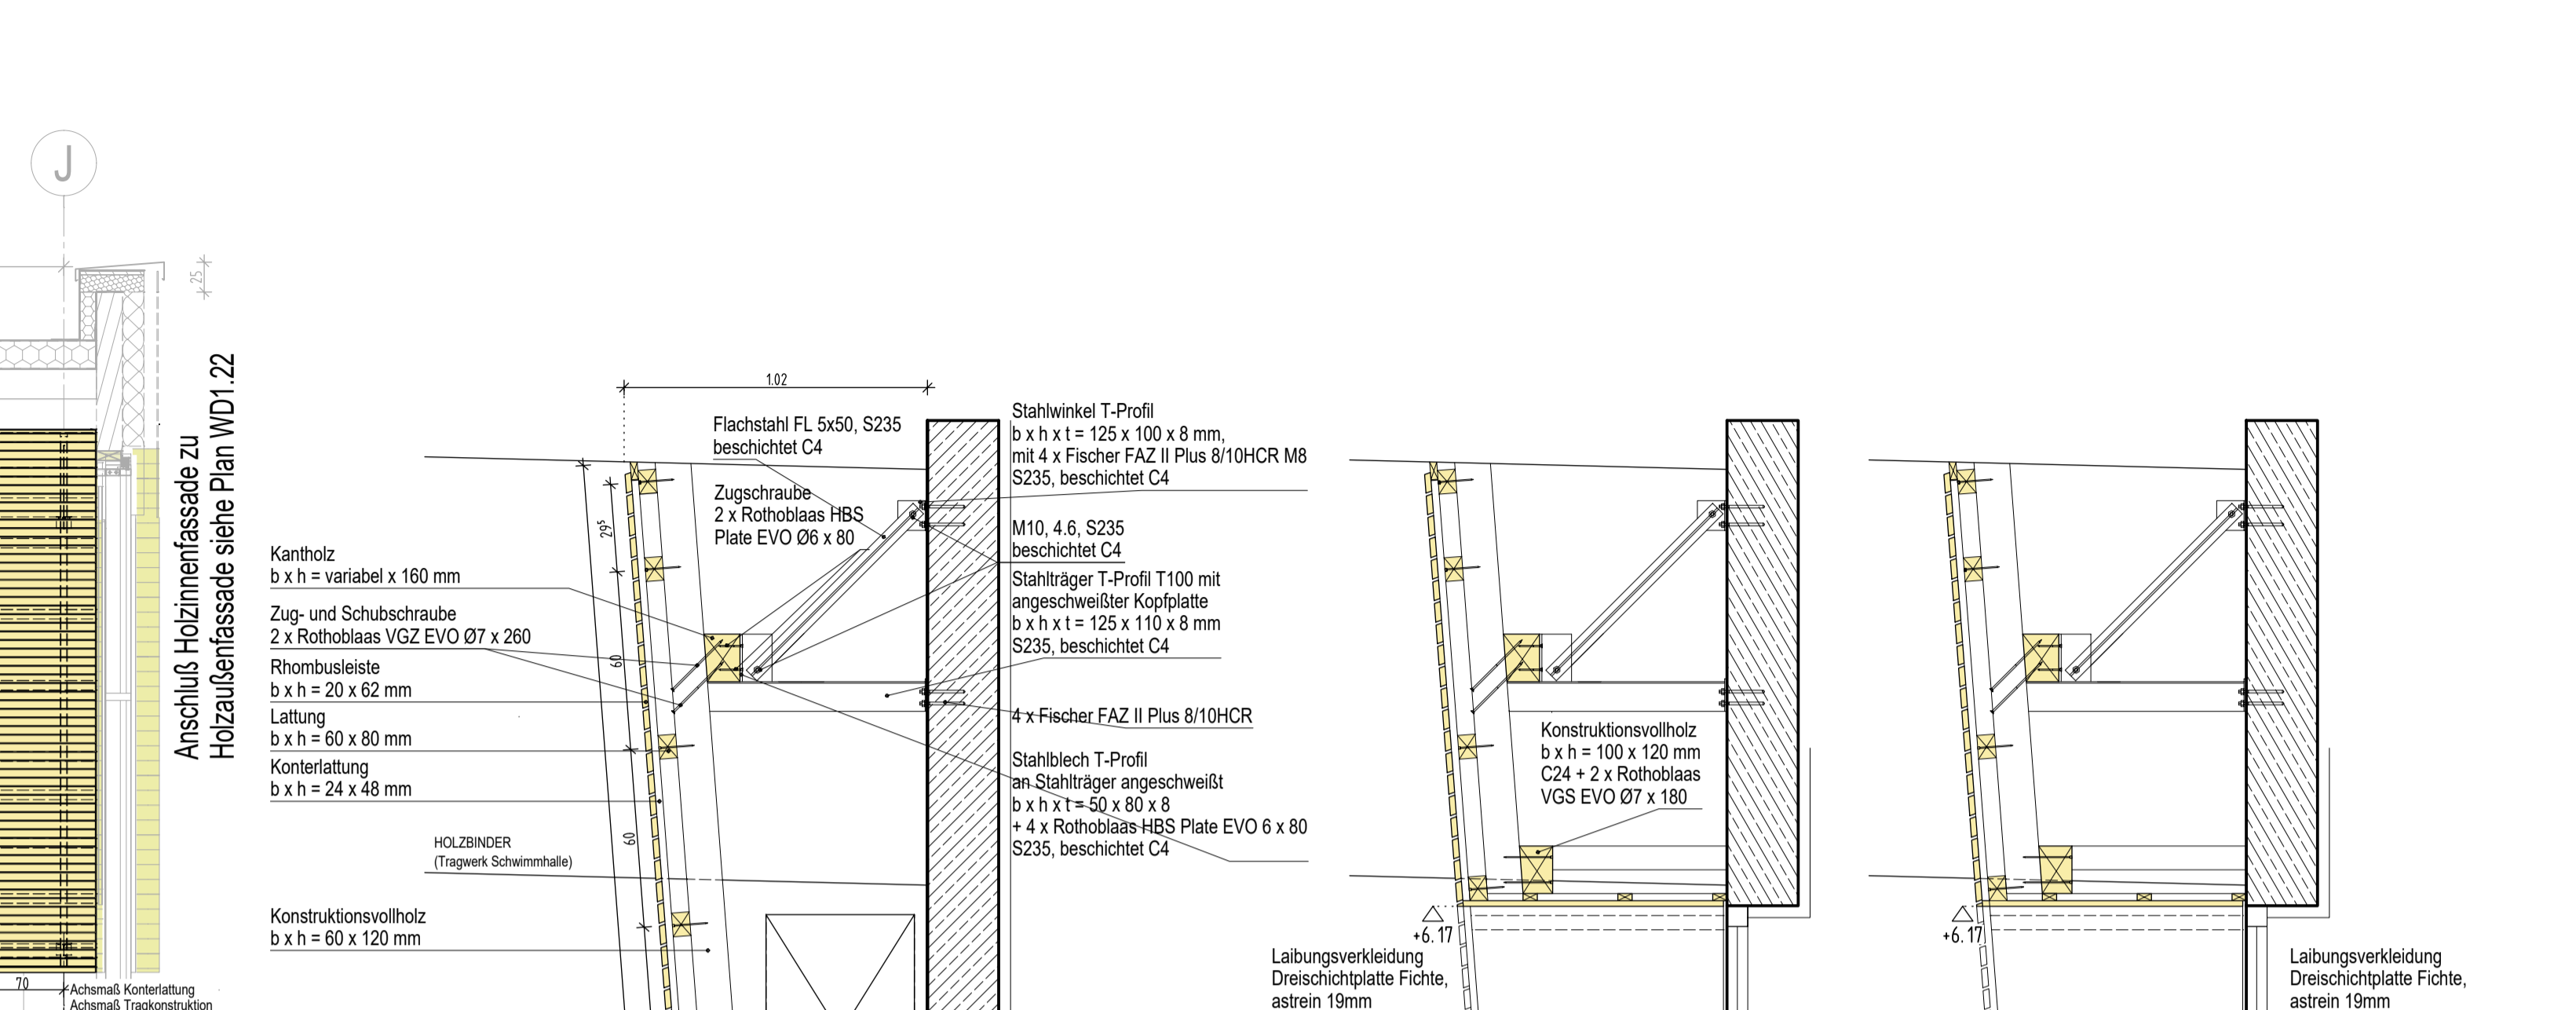 J
25
Anschluß Holzinnenfassade zu
Holzaußenfassade siehe Plan WD1.22
70
Achsmaß Konterlattung
Achsmaß Tragkonstruktion
1.02
29⁵
60
60
Flachstahl FL 5x50, S235
beschichtet C4
Zugschraube
2 x Rothoblaas HBS
Plate EVO Ø6 x 80
Kantholz
b x h = variabel x 160 mm
Zug- und Schubschraube
2 x Rothoblaas VGZ EVO Ø7 x 260
Rhombusleiste
b x h = 20 x 62 mm
Lattung
b x h = 60 x 80 mm
Konterlattung
b x h = 24 x 48 mm
HOLZBINDER
(Tragwerk Schwimmhalle)
Konstruktionsvollholz
b x h = 60 x 120 mm
Stahlwinkel T-Profil
b x h x t = 125 x 100 x 8 mm,
mit 4 x Fischer FAZ II Plus 8/10HCR M8
S235, beschichtet C4
M10, 4.6, S235
beschichtet C4
Stahlträger T-Profil T100 mit
angeschweißter Kopfplatte
b x h x t = 125 x 110 x 8 mm
S235, beschichtet C4
4 x Fischer FAZ II Plus 8/10HCR
Stahlblech T-Profil
an Stahlträger angeschweißt
b x h x t = 50 x 80 x 8
+ 4 x Rothoblaas HBS Plate EVO 6 x 80
S235, beschichtet C4
Konstruktionsvollholz
b x h = 100 x 120 mm
C24 + 2 x Rothoblaas
VGS EVO Ø7 x 180
+6.17
Laibungsverkleidung
Dreischichtplatte Fichte,
astrein 19mm
+6.17
Laibungsverkleidung
Dreischichtplatte Fichte,
astrein 19mm